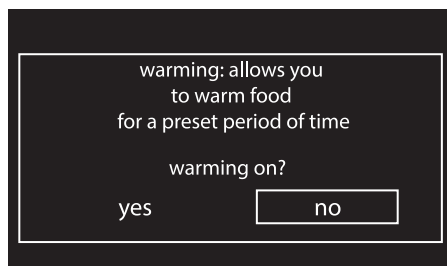 warming: allows you
to warm food
for a preset period of time
warming on?
yes no